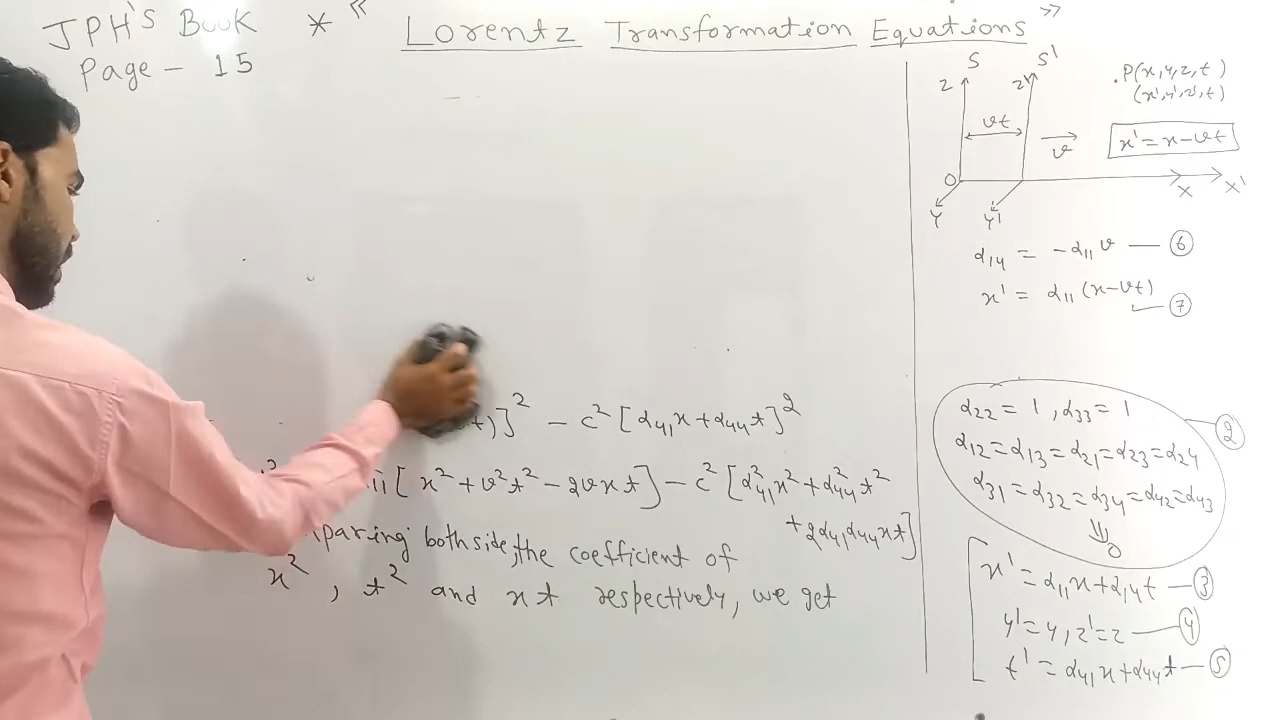 JPH's Book * " Lorentz Transformation Equations "
Page - 15
S S'
Z Z'
.P(x,y,z,t)
(x',y',z',t)
vt
v
x' = x-vt
O
X X'
Y Y'
α14 = -α11 v — 6
x' = α11 (x-vt)
7
t)]² - c² [α41x+α44t]²
[x²+v²t²-2vxt]-c² [α²41x²+α²44t²
+2α41α44xt]
paring both side, the coefficient of
x², t² and xt respectively, we get
α22 = 1, α33 = 1
2
α12=α13=α21=α23=α24
α31=α32=α34=α42=α43
⇓
0
x' = α11x+α14t — 3
y'=y, z'=z — 4
t' = α41x+α44t — 5